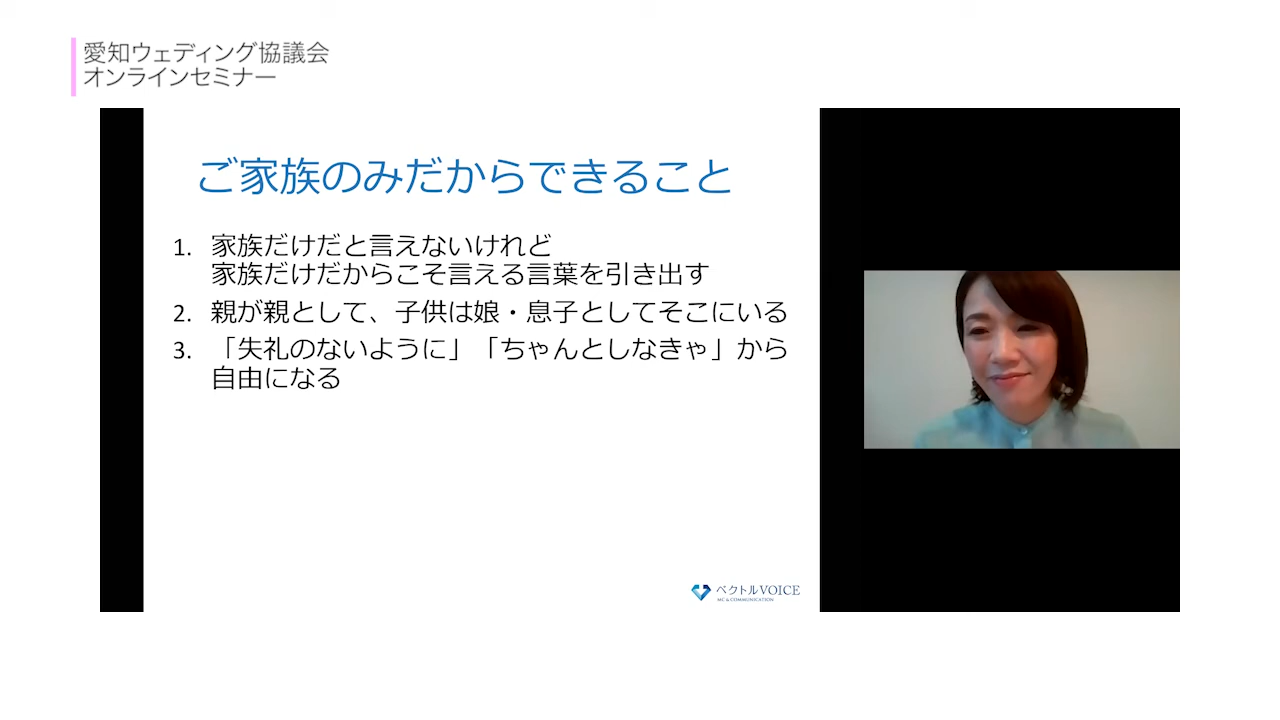 愛知ウェディング協議会
オンラインセミナー
ご家族のみだからできること
1. 家族だけだと言えないけれど
家族だけだからこそ言える言葉を引き出す
2. 親が親として、子供は娘・息子としてそこにいる
3. 「失礼のないように」「ちゃんとしなきゃ」から
自由になる
ベクトルVOICE
MC & COMMUNICATION